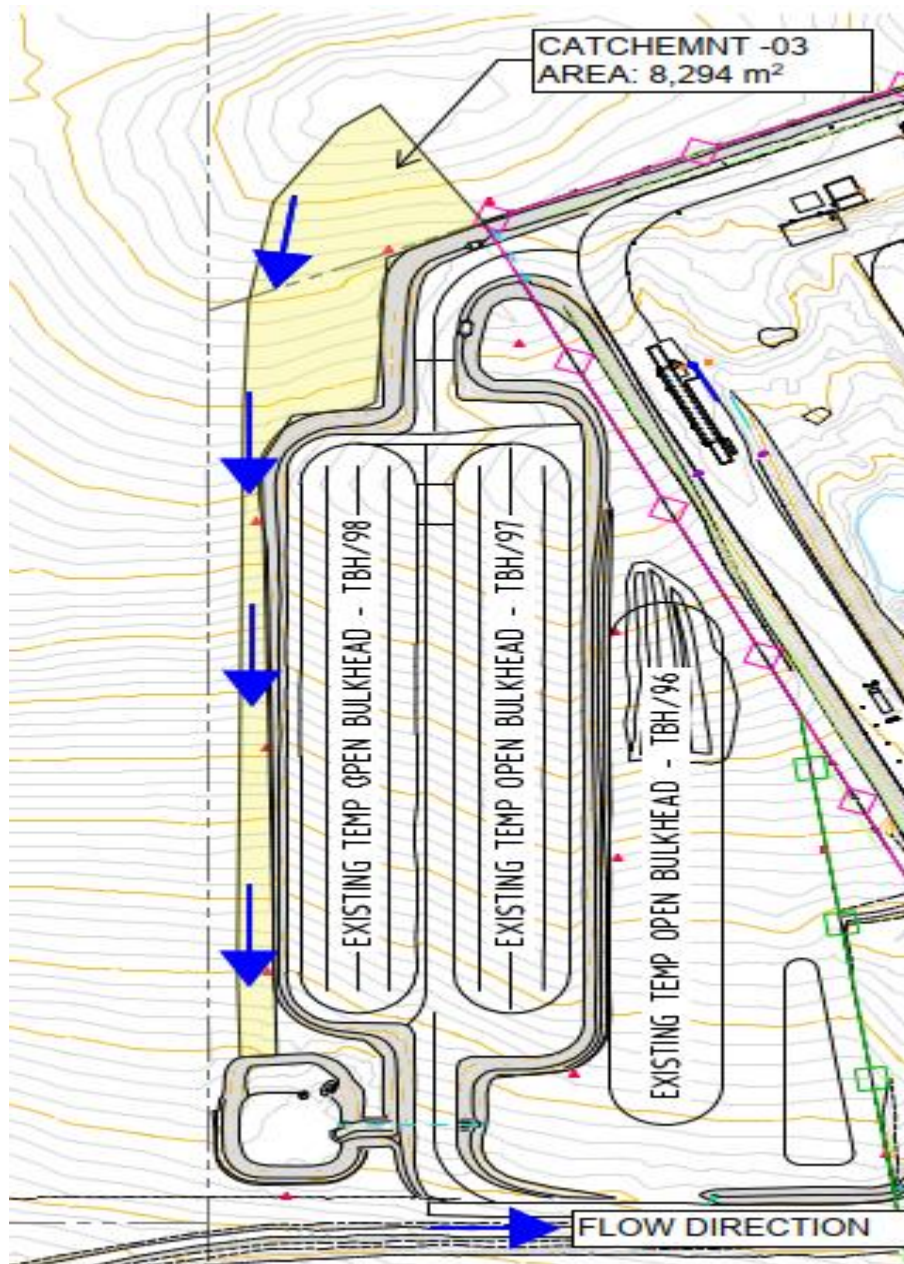 CATCHEMNT -03
AREA: 8,294 m²
EXISTING TEMP OPEN BULKHEAD - TBH/98
EXISTING TEMP OPEN BULKHEAD - TBH/97
EXISTING TEMP OPEN BULKHEAD - TBH/96
FLOW DIRECTION